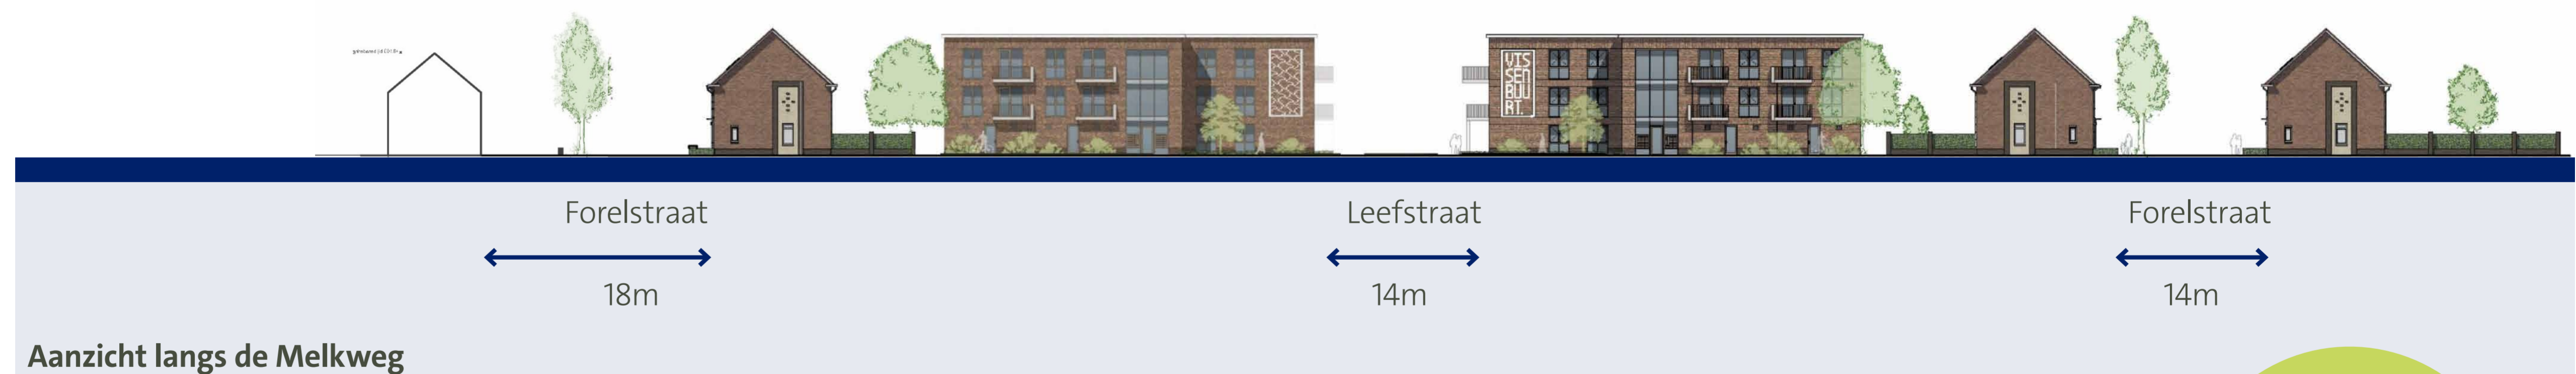 VIS
SEN
BUU
RT.
Forelstraat
Leefstraat
Forelstraat
18m
14m
14m
Aanzicht langs de Melkweg